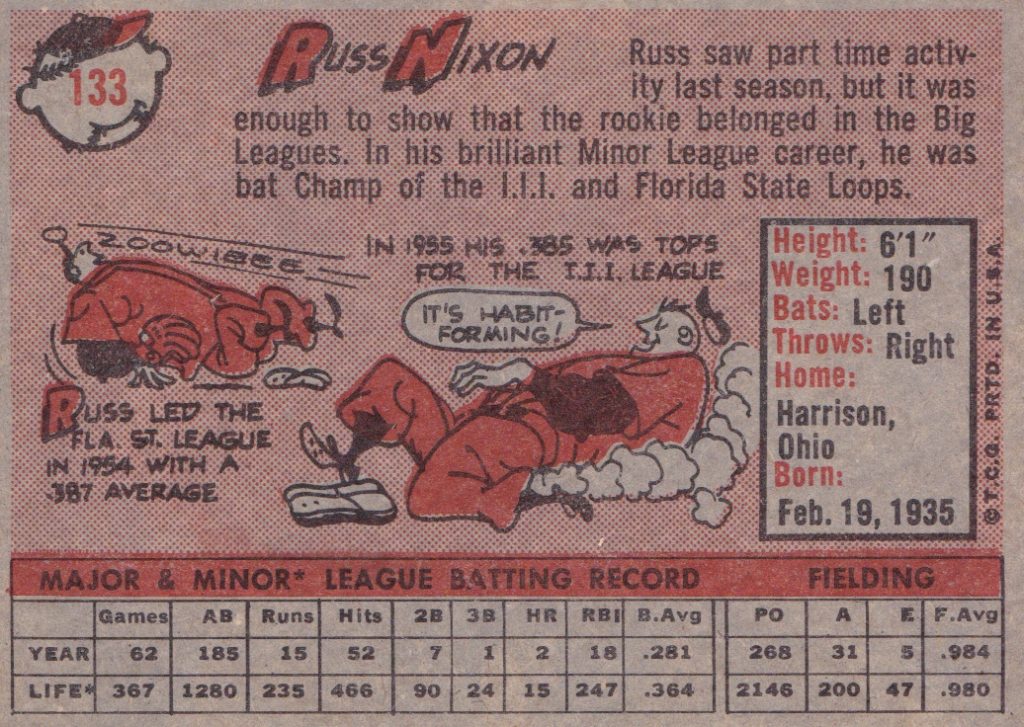 133
RUSS NIXON
Russ saw part time activ-
ity last season, but it was
enough to show that the rookie belonged in the Big
Leagues. In his brilliant Minor League career, he was
bat Champ of the I.I.I. and Florida State Loops.
ZOOWIEEE
RUSS LED THE
FLA ST. LEAGUE
IN 1954 WITH A
.387 AVERAGE
IN 1955 HIS .385 WAS TOPS
FOR THE I.I.I. LEAGUE
IT'S HABIT-
FORMING!
Height: 6'1"
Weight: 190
Bats: Left
Throws: Right
Home:
Harrison,
Ohio
Born:
Feb. 19, 1935
© T.C.G. PRTD. IN U.S.A.
MAJOR & MINOR* LEAGUE BATTING RECORD FIELDING
Games AB Runs Hits 2B 3B HR RBI B.Avg PO A E F.Avg
YEAR 62 185 15 52 7 1 2 18 .281 268 31 5 .984
LIFE* 367 1280 235 466 90 24 15 247 .364 2146 200 47 .980